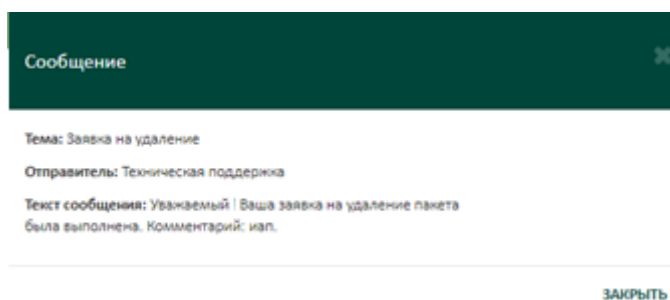 Сообщение
Тема: Заявка на удаление
Отправитель: Техническая поддержка
Текст сообщения: Уважаемый ! Ваша заявка на удаление пакета
была выполнена. Комментарий: иап.
ЗАКРЫТЬ